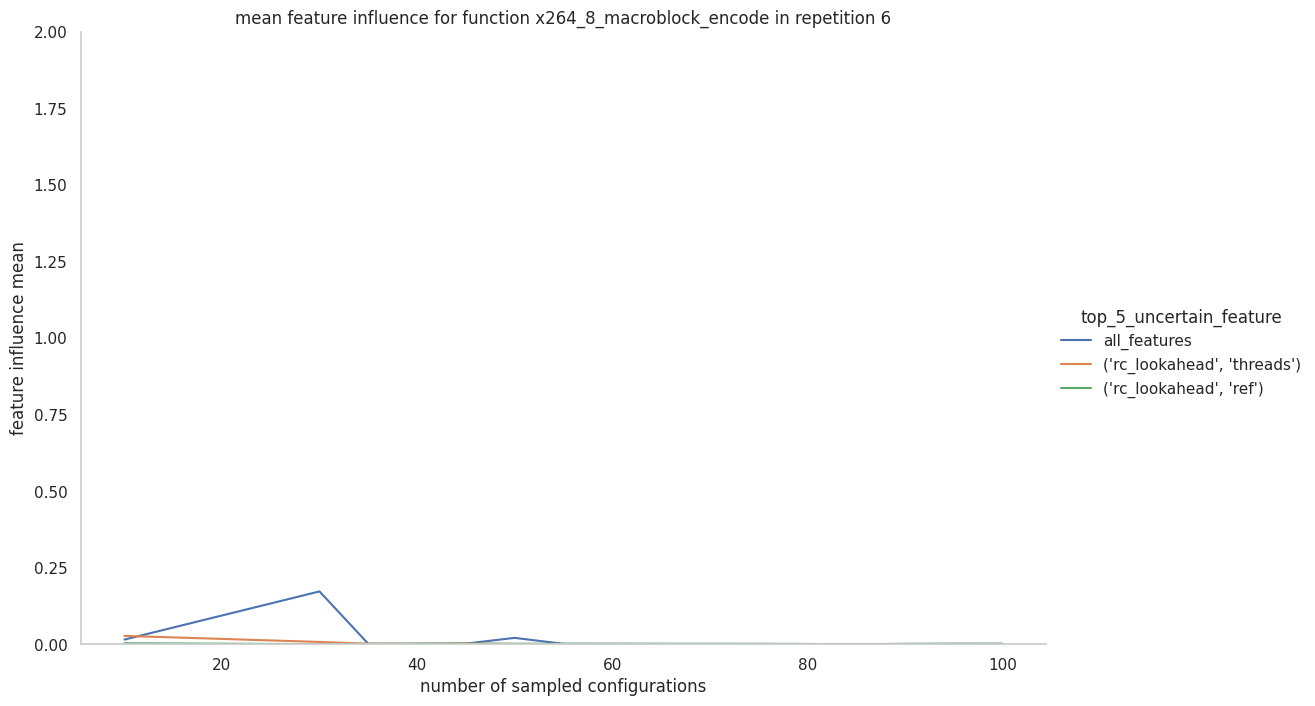 mean feature influence for function x264_8_macroblock_encode in repetition 6
2.00
1.75
1.50
1.25
1.00
0.75
0.50
0.25
0.00
feature influence mean
20
40
60
80
100
number of sampled configurations
top_5_uncertain_feature
all_features
('rc_lookahead', 'threads')
('rc_lookahead', 'ref')